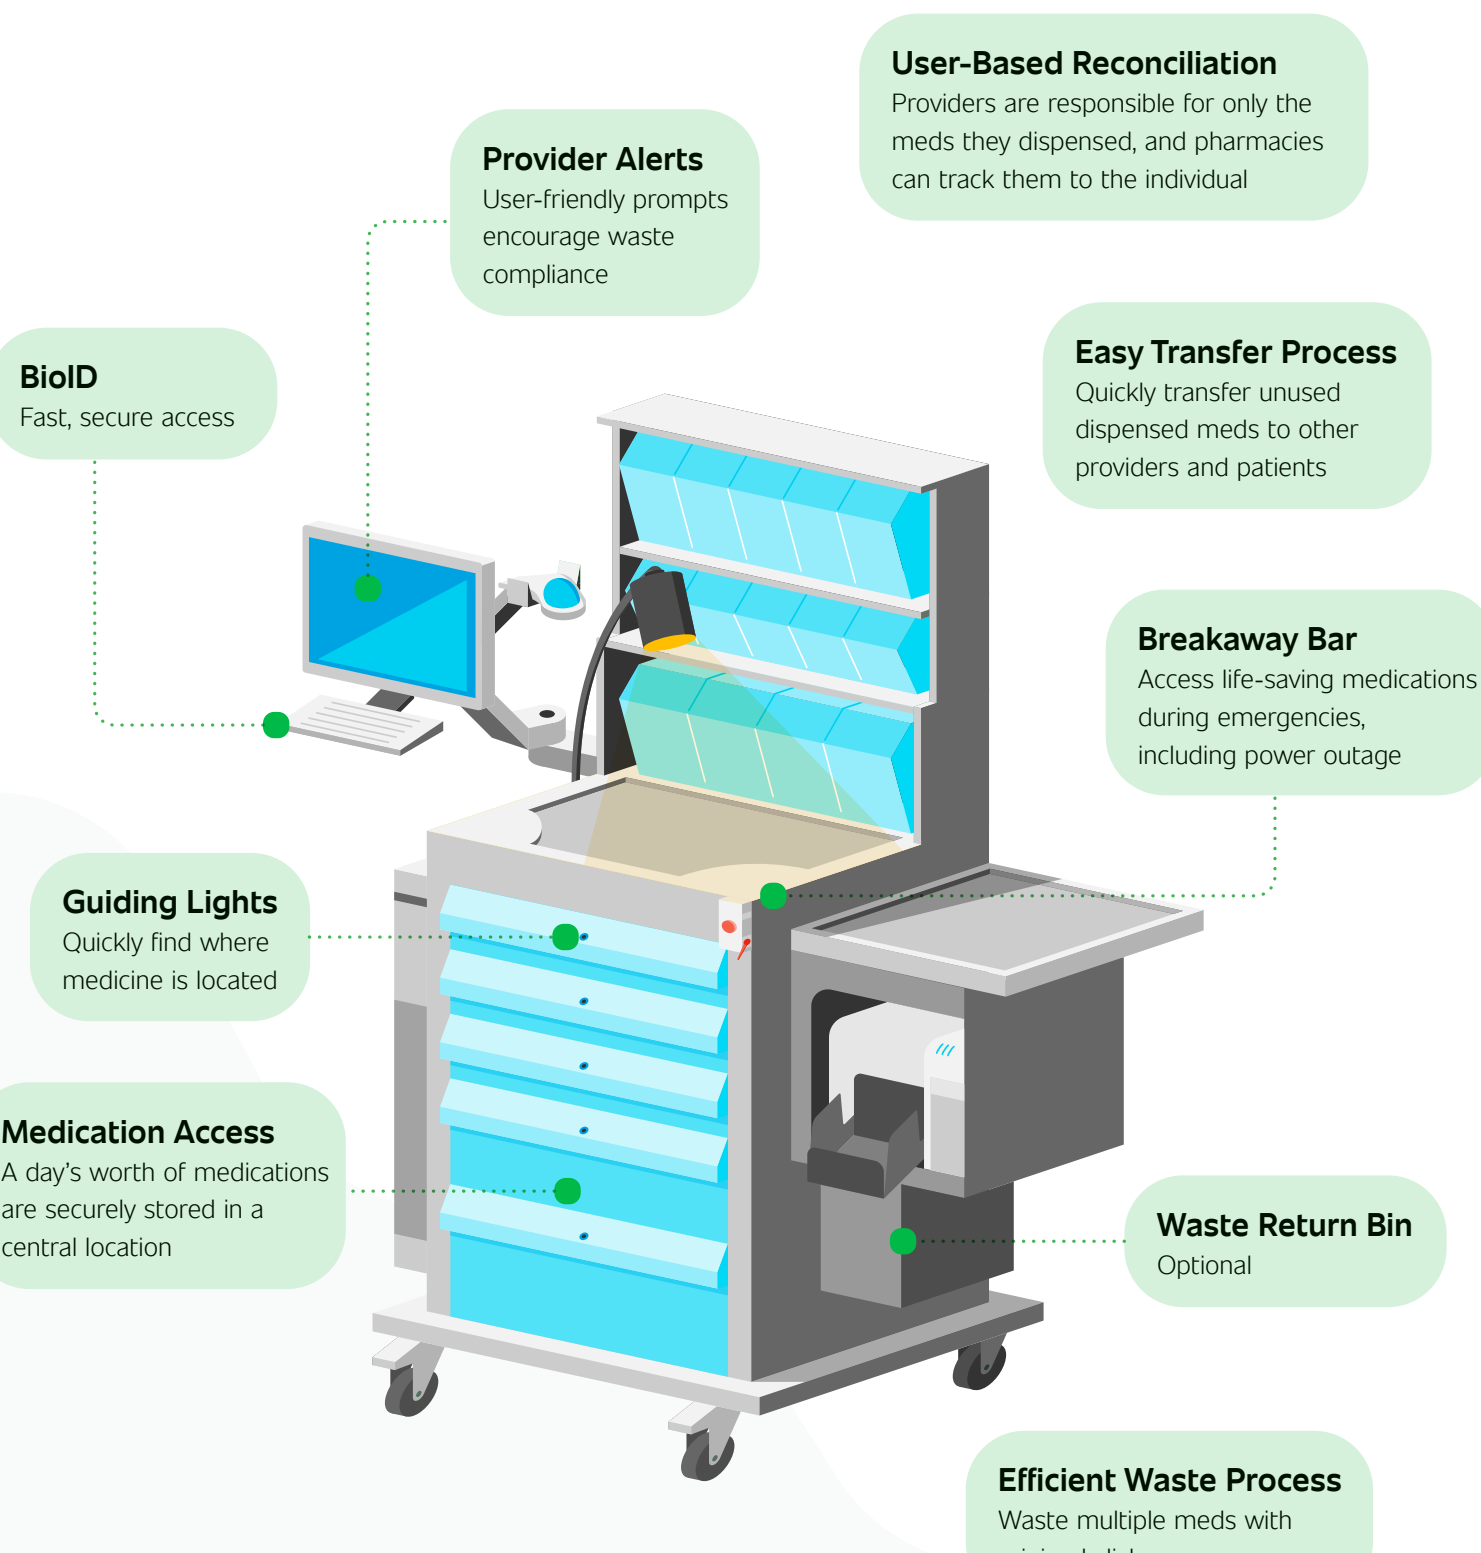 User-Based Reconciliation
Providers are responsible for only the
meds they dispensed, and pharmacies
can track them to the individual
Provider Alerts
User-friendly prompts
encourage waste
compliance
Easy Transfer Process
Quickly transfer unused
dispensed meds to other
providers and patients
BioID
Fast, secure access
Breakaway Bar
Access life-saving medications
during emergencies,
including power outage
Guiding Lights
Quickly find where
medicine is located
Medication Access
A day's worth of medications
are securely stored in a
central location
Waste Return Bin
Optional
Efficient Waste Process
Waste multiple meds with